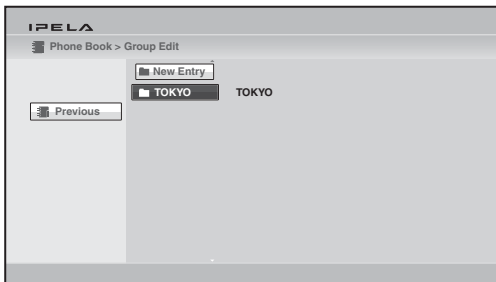 IPELA
Phone Book > Group Edit
New Entry
TOKYO TOKYO
Previous